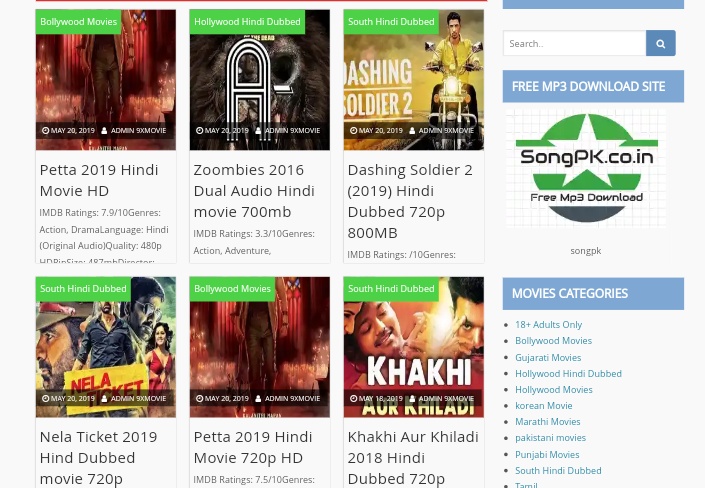 Bollywood Movies
MAY 20, 2019 ADMIN 9XMOVIE
Petta 2019 Hindi
Movie HD
IMDB Ratings: 7.9/10Genres:
Action, DramaLanguage: Hindi
(Original Audio)Quality: 480p
HDRipSize: 487mbDirector:
Hollywood Hindi Dubbed
OF THE DEAD
MAY 20, 2019 ADMIN 9XMOVIE
Zoombies 2016
Dual Audio Hindi
movie 700mb
IMDB Ratings: 3.3/10Genres:
Action, Adventure,
South Hindi Dubbed
DASHING
SOLDIER 2
MAY 20, 2019 ADMIN 9XMOVIE
Dashing Soldier 2
(2019) Hindi
Dubbed 720p
800MB
IMDB Ratings: /10Genres:
South Hindi Dubbed
NELA
TICKET
MAY 20, 2019 ADMIN 9XMOVIE
Nela Ticket 2019
Hind Dubbed
movie 720p
Bollywood Movies
MAY 20, 2019 ADMIN 9XMOVIE
Petta 2019 Hindi
Movie 720p HD
IMDB Ratings: 7.5/10Genres:
South Hindi Dubbed
KHAKHI
AUR KHILADI
MAY 18, 2019 ADMIN 9XMOVIE
Khakhi Aur Khiladi
2018 Hindi
Dubbed 720p
Search..
FREE MP3 DOWNLOAD SITE
SongPK.co.in
Free Mp3 Download
songpk
MOVIES CATEGORIES
18+ Adults Only
Bollywood Movies
Gujarati Movies
Hollywood Hindi Dubbed
Hollywood Movies
korean Movie
Marathi Movies
pakistani movies
Punjabi Movies
South Hindi Dubbed
Tamil